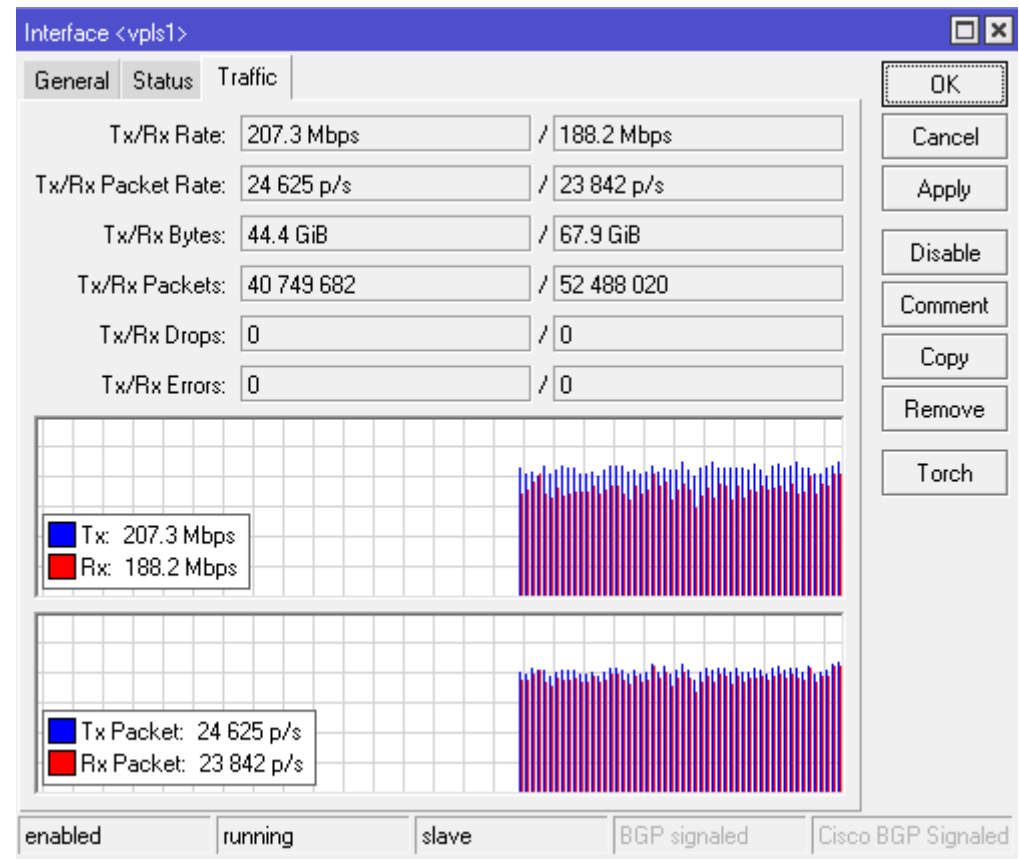 Interface <vpls1>
General Status Traffic
OK
Cancel
Apply
Disable
Comment
Copy
Remove
Torch
Tx/Rx Rate: 207.3 Mbps / 188.2 Mbps
Tx/Rx Packet Rate: 24 625 p/s / 23 842 p/s
Tx/Rx Bytes: 44.4 GiB / 67.9 GiB
Tx/Rx Packets: 40 749 682 / 52 488 020
Tx/Rx Drops: 0 / 0
Tx/Rx Errors: 0 / 0
Tx: 207.3 Mbps
Rx: 188.2 Mbps
Tx Packet: 24 625 p/s
Rx Packet: 23 842 p/s
enabled running slave BGP signaled Cisco BGP Signaled